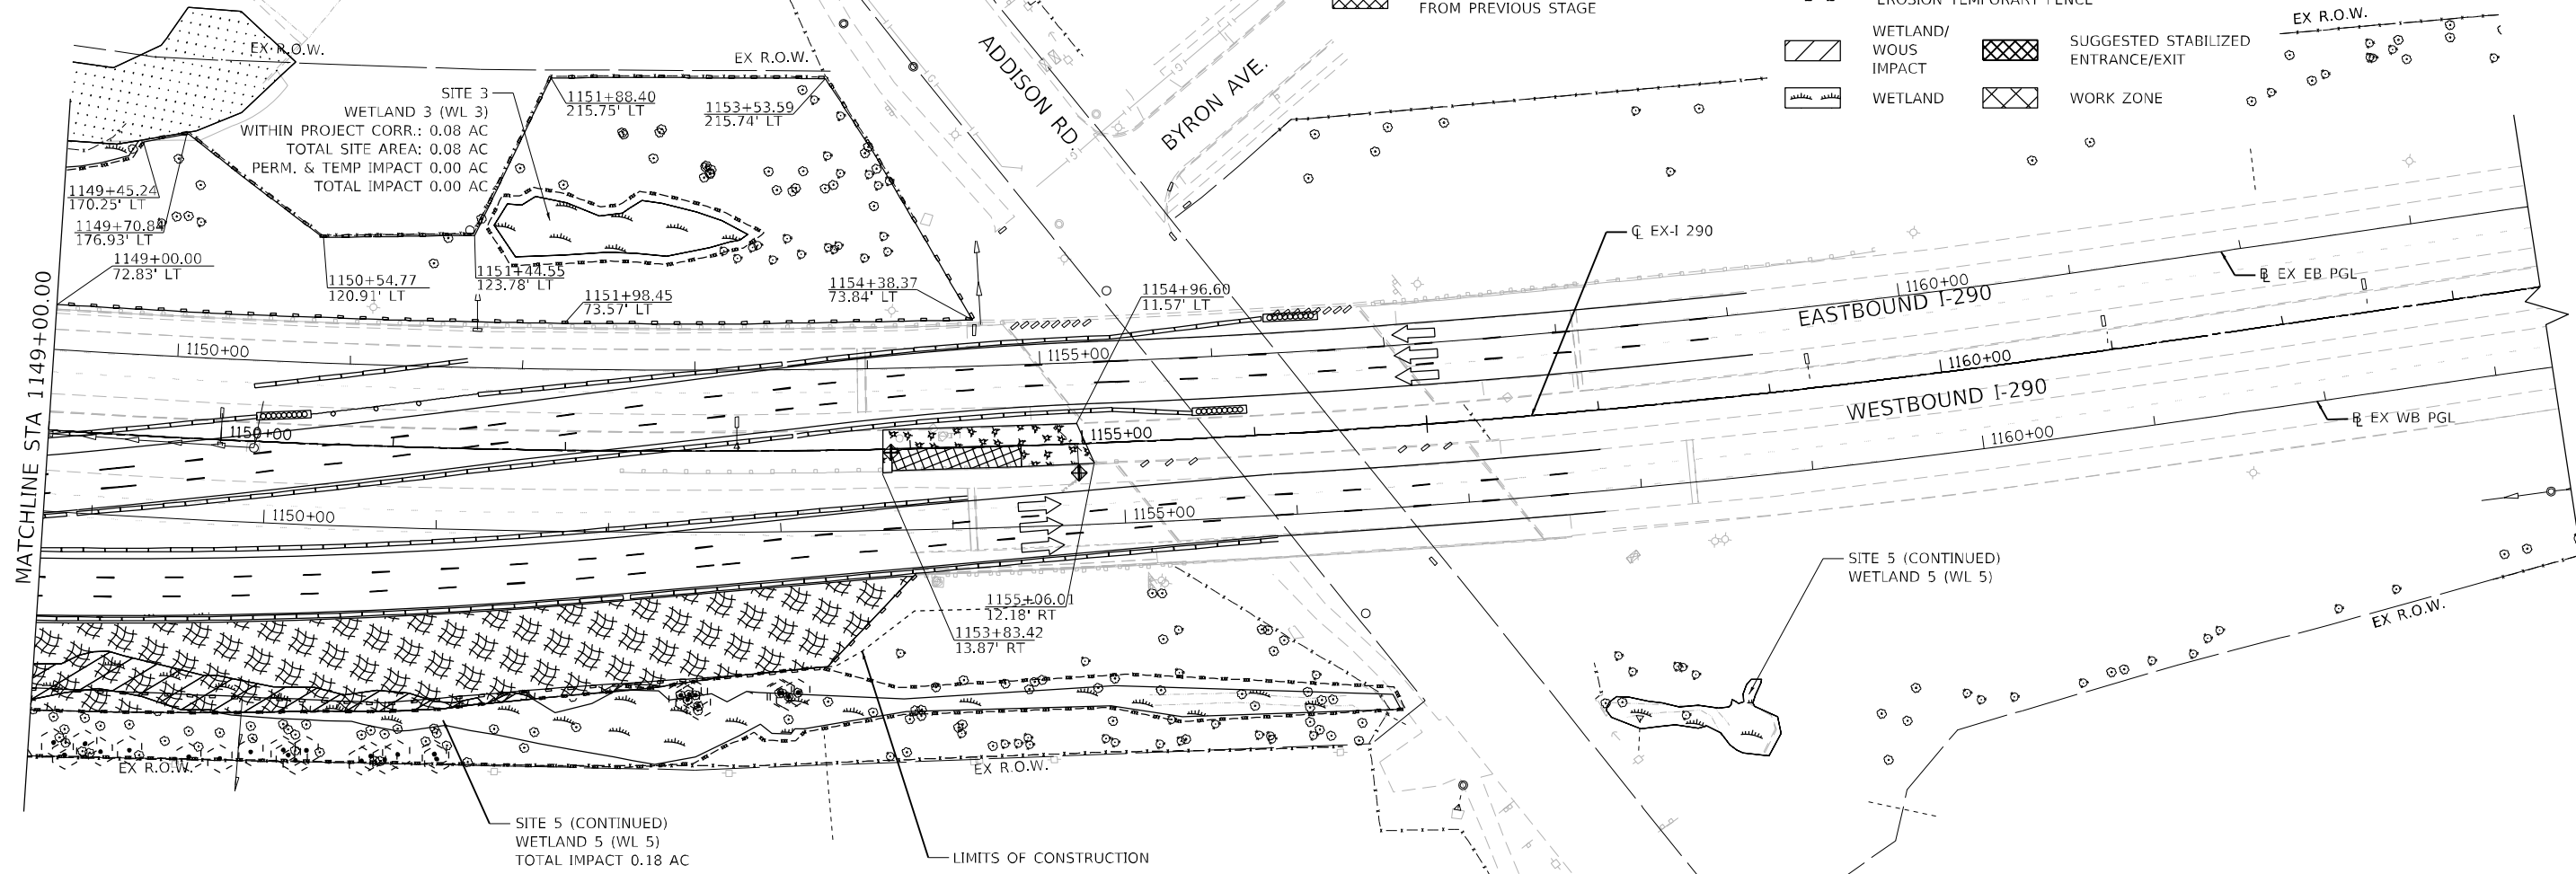 FROM PREVIOUS STAGE
EROSION TEMPORARY FENCE
WETLAND/
WOUS
IMPACT
SUGGESTED STABILIZED
ENTRANCE/EXIT
WETLAND
WORK ZONE
EX R.O.W.
EX R.O.W.
EX R.O.W.
ADDISON RD.
BYRON AVE.
SITE 3
WETLAND 3 (WL 3)
WITHIN PROJECT CORR.: 0.08 AC
TOTAL SITE AREA: 0.08 AC
PERM. & TEMP IMPACT 0.00 AC
TOTAL IMPACT 0.00 AC
1151+88.40
215.75' LT
1153+53.59
215.74' LT
1149+45.24
170.25' LT
1149+70.84
176.93' LT
1149+00.00
72.83' LT
1150+54.77
120.91' LT
1151+44.55
123.78' LT
1151+98.45
73.57' LT
1154+38.37
73.84' LT
1154+96.60
11.57' LT
℄ EX-I 290
EX EB PGL
EX WB PGL
EASTBOUND I-290
WESTBOUND I-290
1160+00
1160+00
1160+00
1150+00
1155+00
1150+00
1155+00
1150+00
1155+00
MATCHLINE STA 1149+00.00
1155+06.01
12.18' RT
1153+83.42
13.87' RT
SITE 5 (CONTINUED)
WETLAND 5 (WL 5)
EX R.O.W.
EX R.O.W.
EX R.O.W.
SITE 5 (CONTINUED)
WETLAND 5 (WL 5)
TOTAL IMPACT 0.18 AC
LIMITS OF CONSTRUCTION